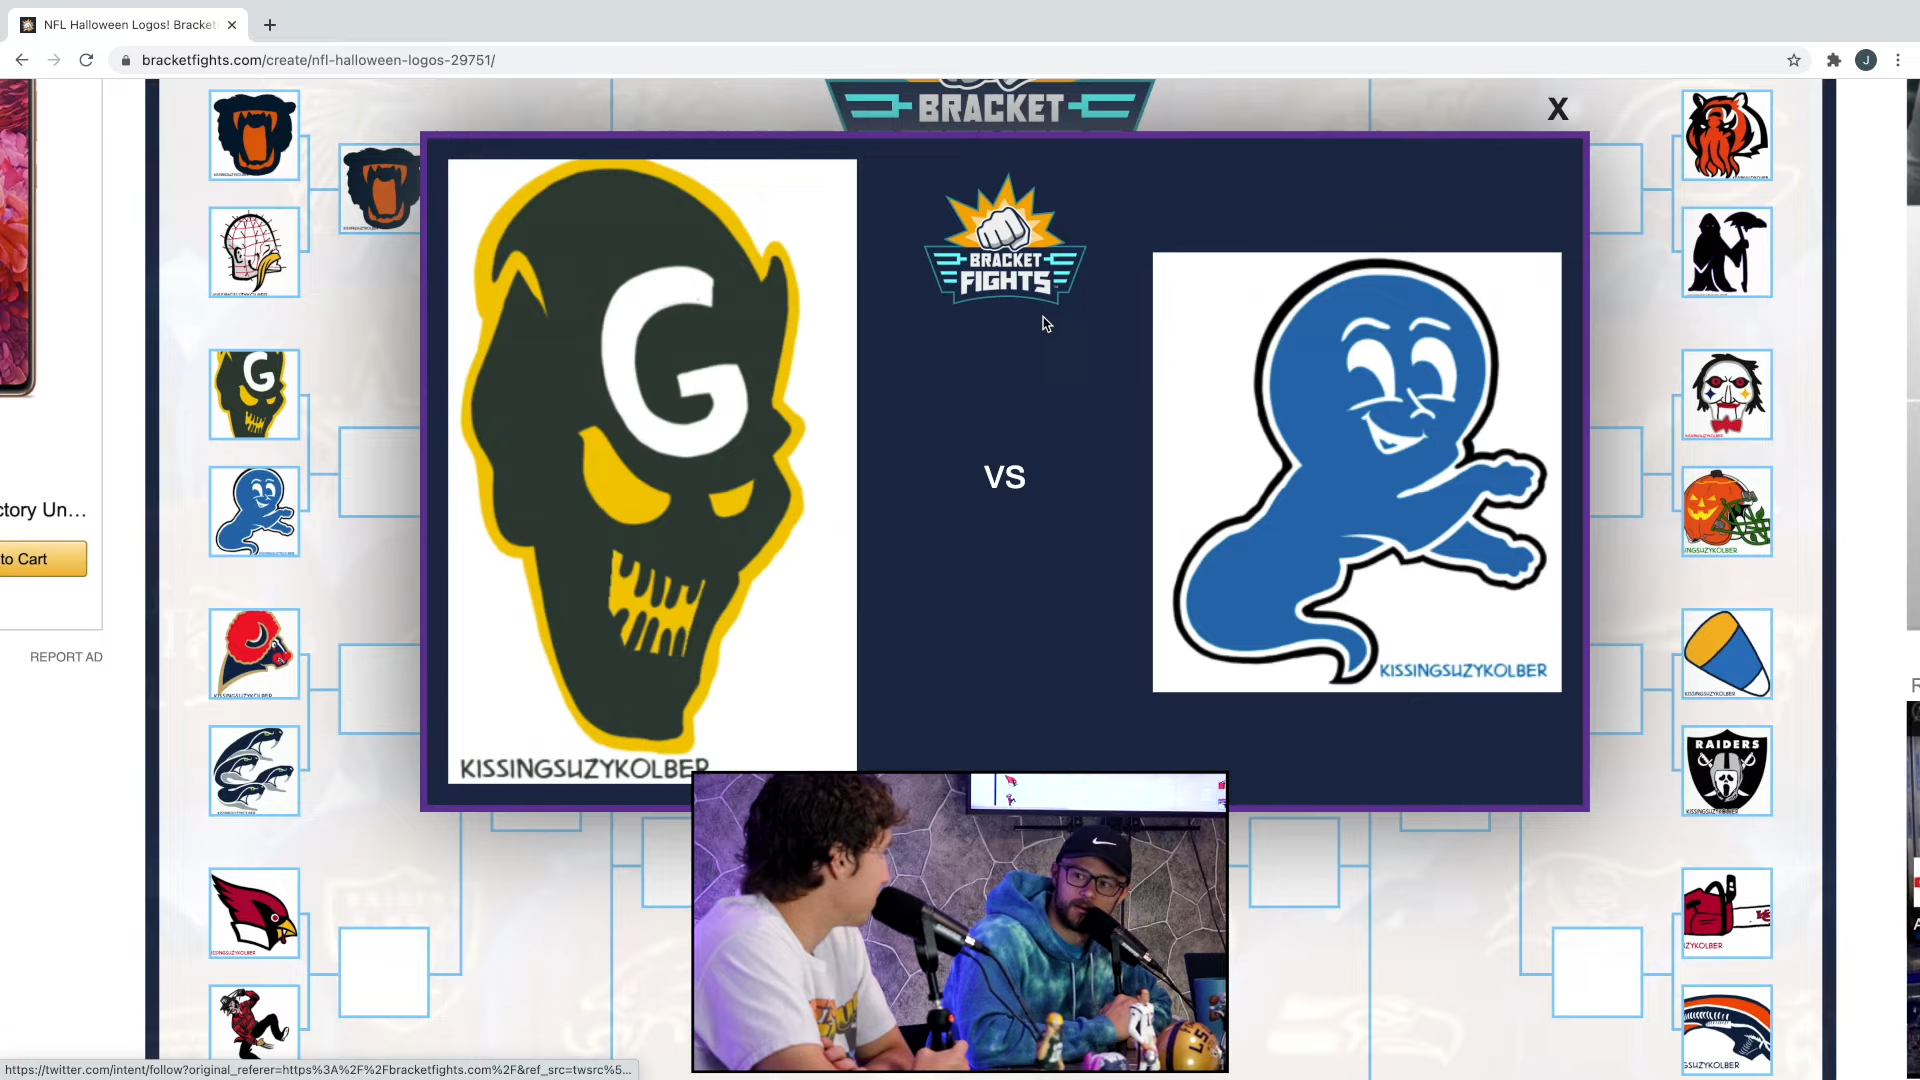 NFL Halloween Logos! Bracket
bracketfights.com/create/nfl-halloween-logos-29751/
J
BRACKET
X
G
KISSINGSUZYKOLBER
BRACKET
FIGHTS
VS
KISSINGSUZYKOLBER
G
ctory Un...
to Cart
REPORT AD
RAIDERS
KISSINGSUZYKOLBER
https://twitter.com/intent/follow?original_referer=https%3A%2F%2Fbracketfights.com%2F&ref_src=twsrc%5...